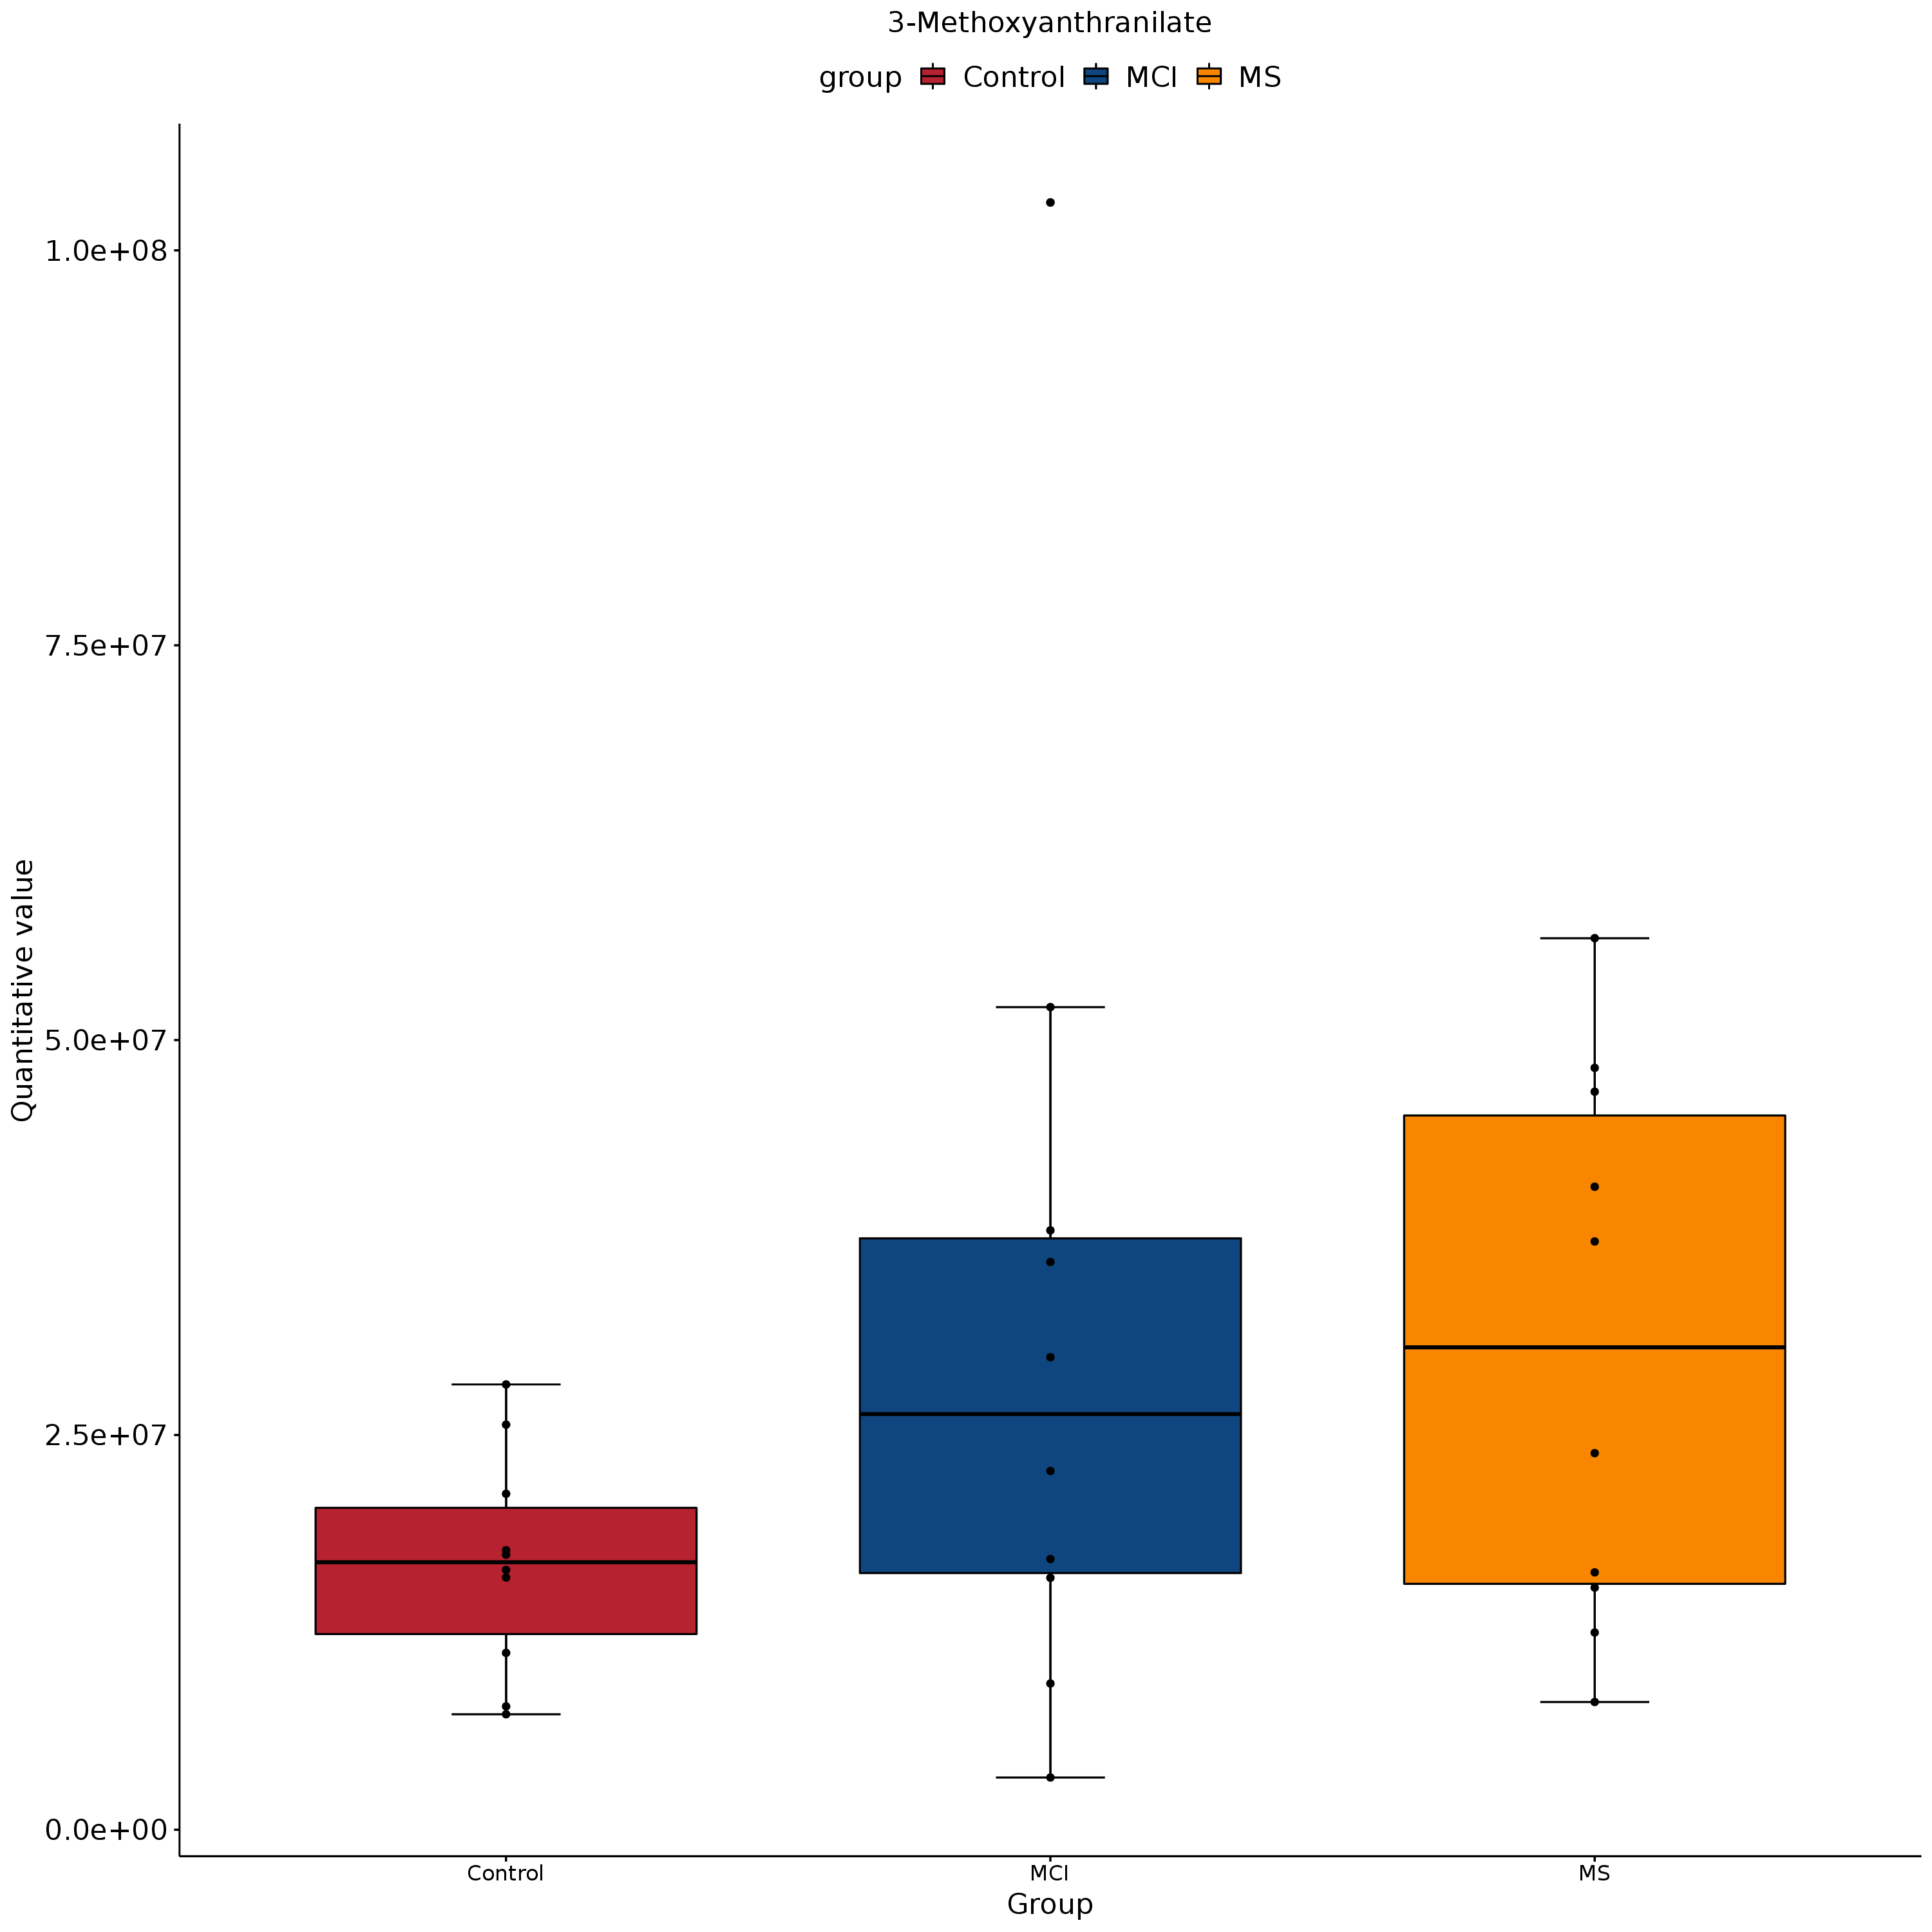 3-Methoxyanthranilate
group Control MCI MS
1.0e+08
7.5e+07
5.0e+07
2.5e+07
0.0e+00
Quantitative value
Control MCI MS
Group